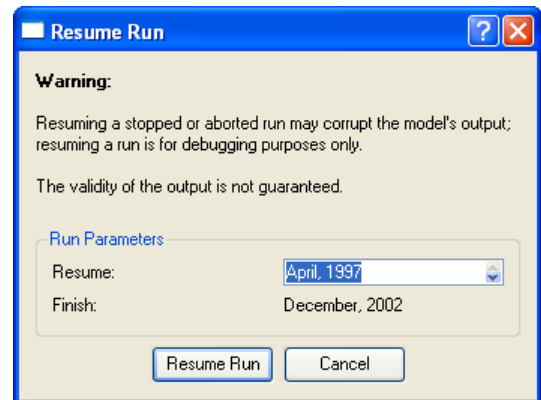 Resume Run
Warning:
Resuming a stopped or aborted run may corrupt the model's output;
resuming a run is for debugging purposes only.
The validity of the output is not guaranteed.
Run Parameters
Resume: April, 1997
Finish: December, 2002
Resume Run Cancel